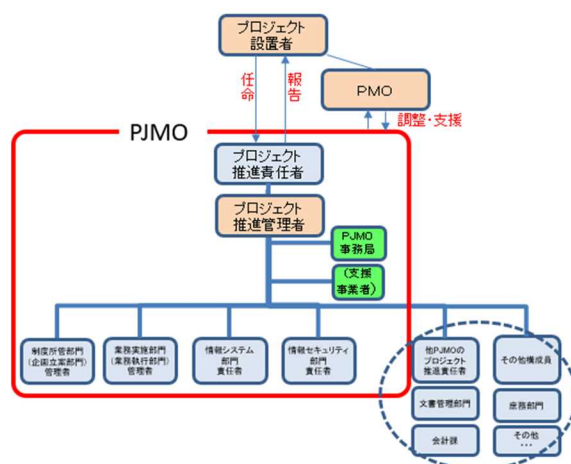 プロジェクト
設置者
任命
報告
PMO
調整・支援
PJMO
プロジェクト
推進責任者
プロジェクト
推進管理者
PJMO
事務局
(支援
事業者)
制度所管部門
(企画立案部門)
管理者
業務実施部門
(業務執行部門)
管理者
情報システム
部門
責任者
情報セキュリティ
部門
責任者
他PJMOの
プロジェクト
推進責任者
その他構成員
文書管理部門
庶務部門
会計課
その他
…